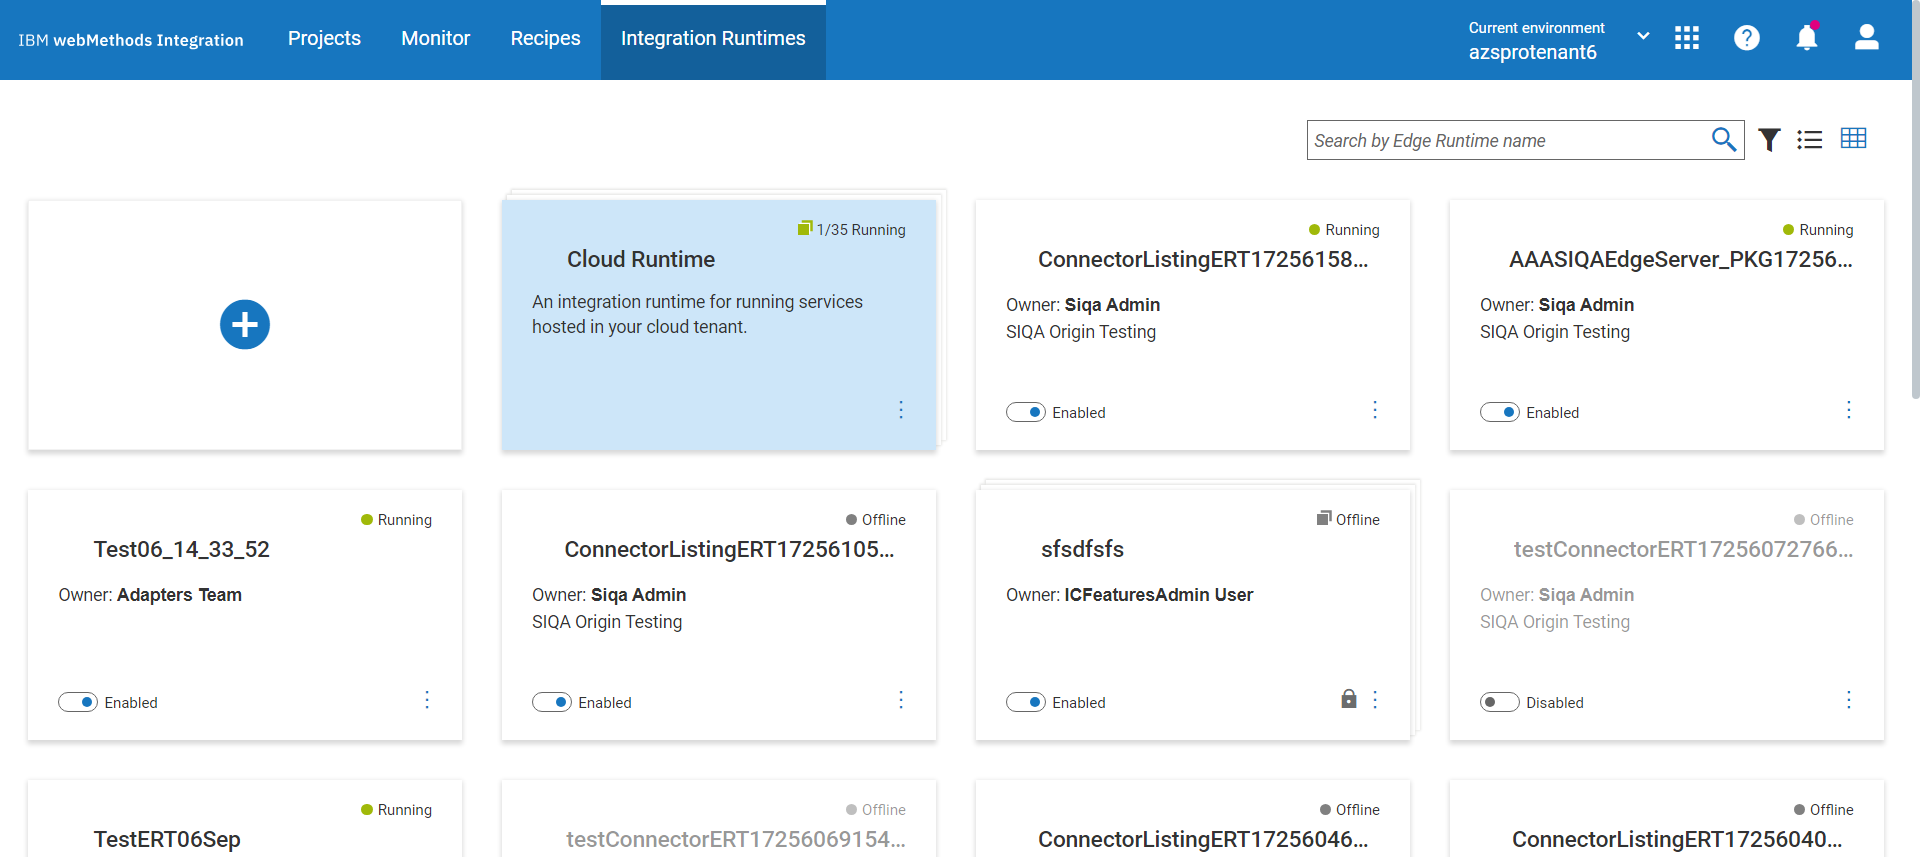 IBM webMethods Integration
Projects
Monitor
Recipes
Integration Runtimes
Current environment
azsprotenant6
Search by Edge Runtime name
1/35 Running
Cloud Runtime
An integration runtime for running services
hosted in your cloud tenant.
Running
ConnectorListingERT17256158...
Owner: Siqa Admin
SIQA Origin Testing
Enabled
Running
AAASIQAEdgeServer_PKG17256...
Owner: Siqa Admin
SIQA Origin Testing
Enabled
Running
Test06_14_33_52
Owner: Adapters Team
Enabled
Offline
ConnectorListingERT17256105...
Owner: Siqa Admin
SIQA Origin Testing
Enabled
Offline
sfsdfsfs
Owner: ICFeaturesAdmin User
Enabled
Offline
testConnectorERT17256072766...
Owner: Siqa Admin
SIQA Origin Testing
Disabled
Running
TestERT06Sep
Offline
testConnectorERT17256069154...
Offline
ConnectorListingERT17256046...
Offline
ConnectorListingERT17256040...